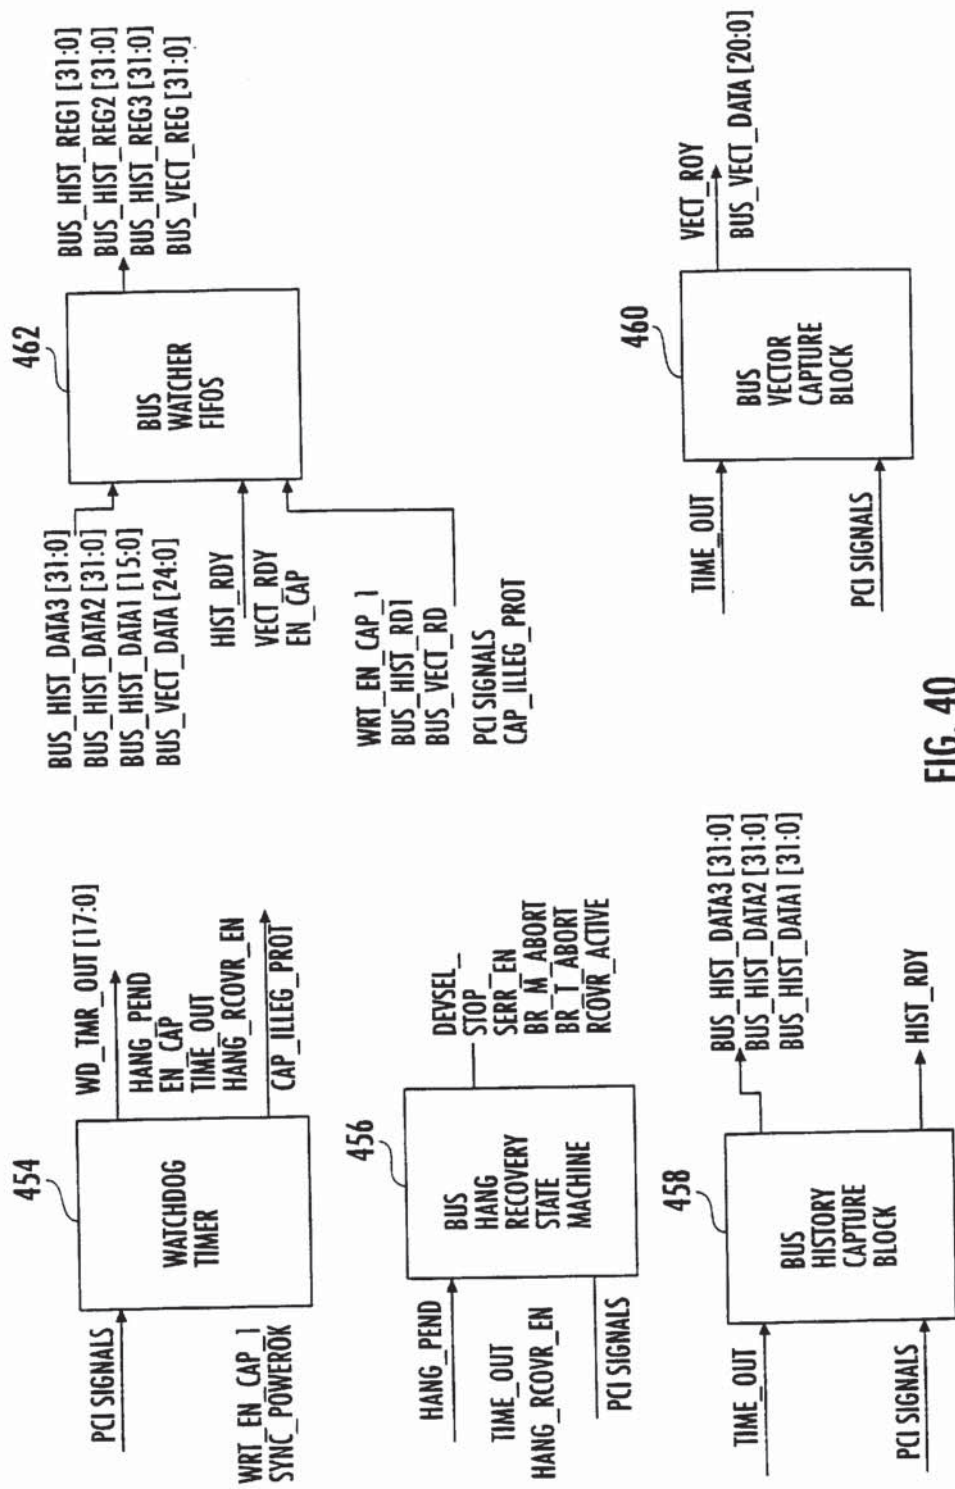 454
PCI SIGNALS
WRT_EN_CAP_1
SYNC_POWEROK
WATCHDOG
TIMER
WD_TMR_OUT [17:0]
HANG_PEND
EN_CAP
TIME_OUT
HANG_RCOVR_EN
CAP_ILLEG_PROT
456
HANG_PEND
TIME_OUT
HANG_RCOVR_EN
PCI SIGNALS
BUS
HANG
RECOVERY
STATE
MACHINE
DEVSEL_
STOP
SERR_EN
BR_M_ABORT
BR_T_ABORT
RCOVR_ACTIVE
458
TIME_OUT
PCI SIGNALS
BUS
HISTORY
CAPTURE
BLOCK
BUS_HIST_DATA3 [31:0]
BUS_HIST_DATA2 [31:0]
BUS_HIST_DATA1 [31:0]
HIST_RDY
462
BUS_HIST_DATA3 [31:0]
BUS_HIST_DATA2 [31:0]
BUS_HIST_DATA1 [15:0]
BUS_VECT_DATA [24:0]
HIST_RDY
VECT_RDY
EN_CAP
WRT_EN_CAP_1
BUS_HIST_RD1
BUS_VECT_RD
PCI SIGNALS
CAP_ILLEG_PROT
BUS
WATCHER
FIFOS
BUS_HIST_REG1 [31:0]
BUS_HIST_REG2 [31:0]
BUS_HIST_REG3 [31:0]
BUS_VECT_REG [31:0]
460
TIME_OUT
PCI SIGNALS
BUS
VECTOR
CAPTURE
BLOCK
VECT_ROY
BUS_VECT_DATA [20:0]
FIG. 40